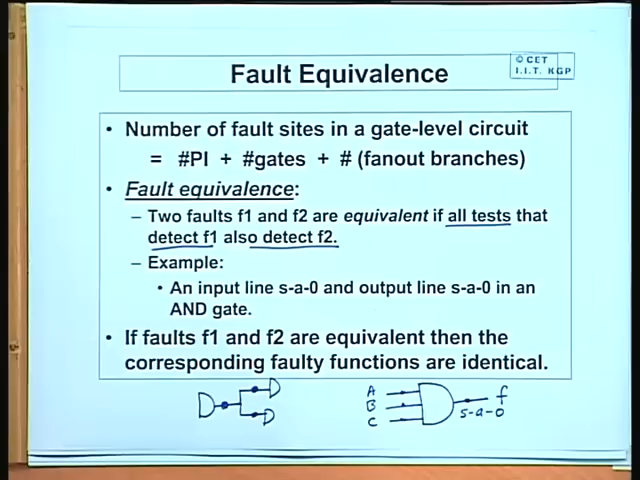 Fault Equivalence
© CET
I.I.T. KGP
• Number of fault sites in a gate-level circuit
= #PI + #gates + # (fanout branches)
• Fault equivalence:
– Two faults f1 and f2 are equivalent if all tests that
detect f1 also detect f2.
– Example:
• An input line s-a-0 and output line s-a-0 in an
AND gate.
• If faults f1 and f2 are equivalent then the
corresponding faulty functions are identical.
A
B
C
f
s-a-0